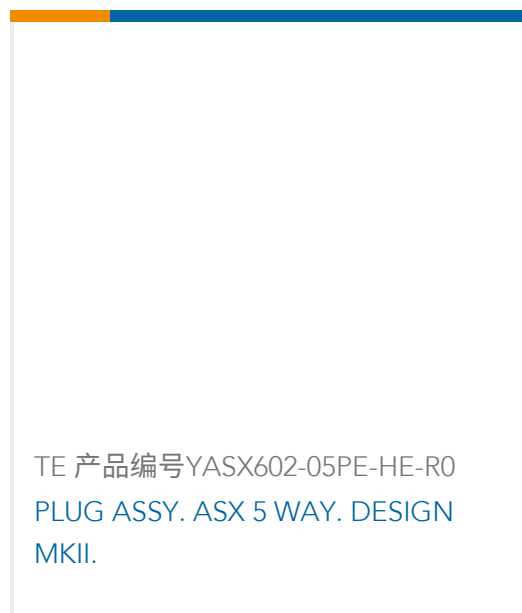 TE 产品编号YASX602-05PE-HE-R0
PLUG ASSY. ASX 5 WAY. DESIGN
MKII.